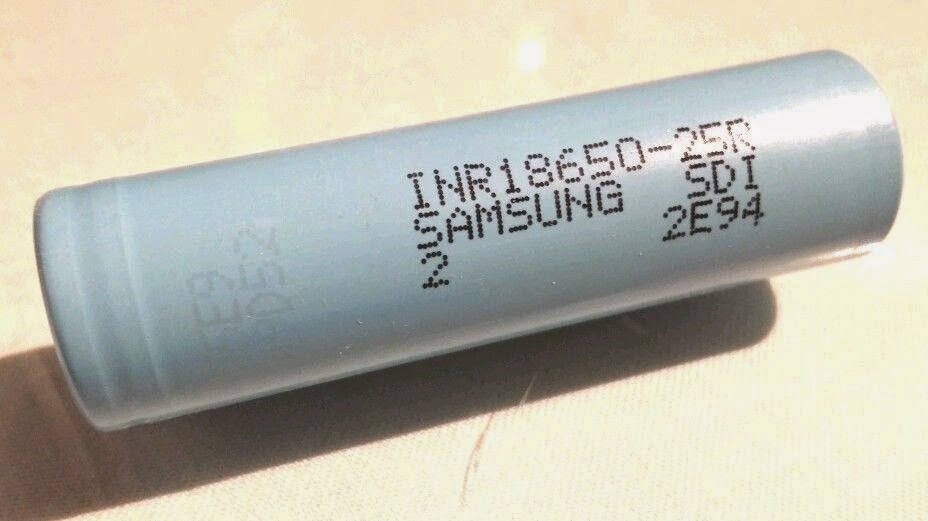 INR18650-25R
SAMSUNG SDI
2 2E94